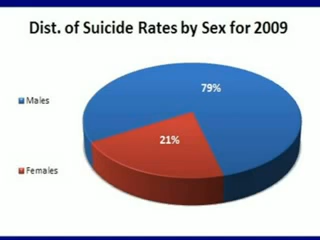 Dist. of Suicide Rates by Sex for 2009
79%
Males
21%
Females